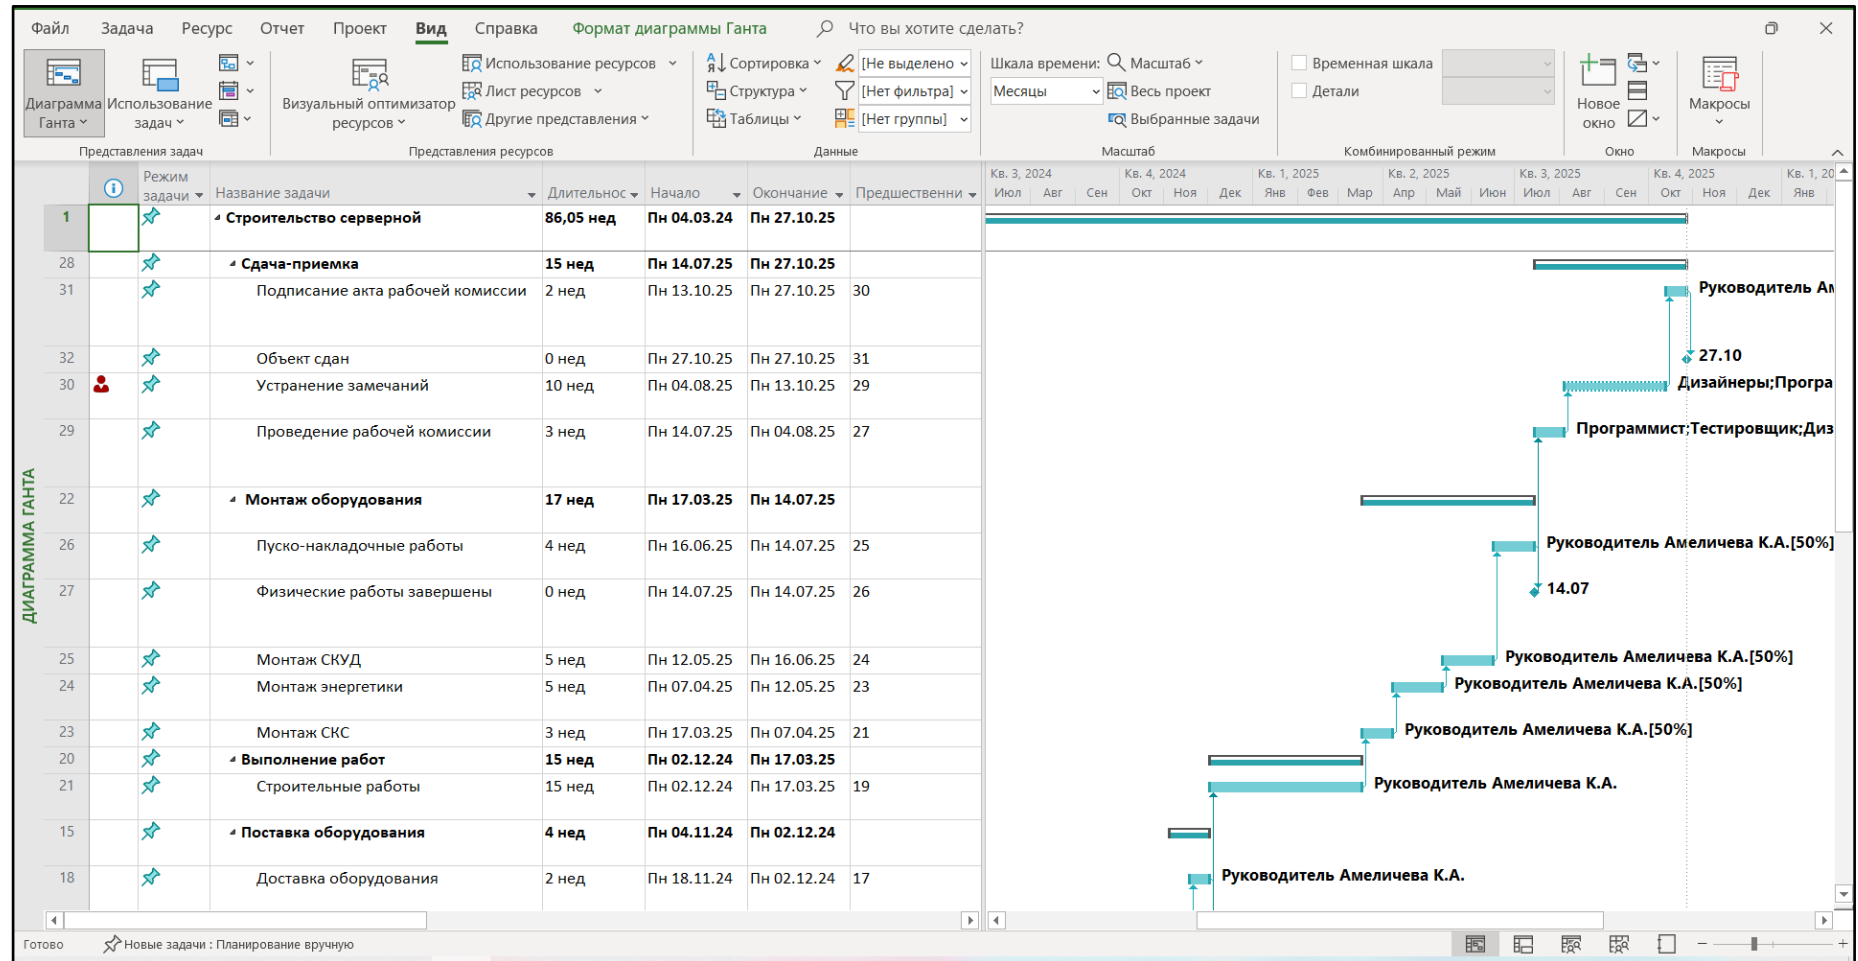 Файл Задача Ресурс Отчет Проект Вид Справка Формат диаграммы Ганта Что вы хотите сделать?
Диаграмма Ганта
Использование задач
Представления задач
Визуальный оптимизатор ресурсов
Использование ресурсов
Лист ресурсов
Другие представления
Представления ресурсов
Сортировка
Структура
Таблицы
[Не выделено
[Нет фильтра]
[Нет группы]
Данные
Шкала времени:
Месяцы
Масштаб
Весь проект
Выбранные задачи
Масштаб
Временная шкала
Детали
Комбинированный режим
Новое окно
Окно
Макросы
Макросы
Режим задачи Название задачи Длительнос Начало Окончание Предшественни
Кв. 3, 2024 Кв. 4, 2024 Кв. 1, 2025 Кв. 2, 2025 Кв. 3, 2025 Кв. 4, 2025 Кв. 1, 20
Июл Авг Сен Окт Ноя Дек Янв Фев Мар Апр Май Июн Июл Авг Сен Окт Ноя Дек Янв
1 Строительство серверной 86,05 нед Пн 04.03.24 Пн 27.10.25
28 Сдача-приемка 15 нед Пн 14.07.25 Пн 27.10.25
31 Подписание акта рабочей комиссии 2 нед Пн 13.10.25 Пн 27.10.25 30 Руководитель Ам
32 Объект сдан 0 нед Пн 27.10.25 Пн 27.10.25 31 27.10
30 Устранение замечаний 10 нед Пн 04.08.25 Пн 13.10.25 29 Дизайнеры;Програ
29 Проведение рабочей комиссии 3 нед Пн 14.07.25 Пн 04.08.25 27 Программист;Тестировщик;Диз
22 Монтаж оборудования 17 нед Пн 17.03.25 Пн 14.07.25
26 Пуско-накладочные работы 4 нед Пн 16.06.25 Пн 14.07.25 25 Руководитель Амеличева К.А.[50%]
27 Физические работы завершены 0 нед Пн 14.07.25 Пн 14.07.25 26 14.07
25 Монтаж СКУД 5 нед Пн 12.05.25 Пн 16.06.25 24 Руководитель Амеличева К.А.[50%]
24 Монтаж энергетики 5 нед Пн 07.04.25 Пн 12.05.25 23 Руководитель Амеличева К.А.[50%]
23 Монтаж СКС 3 нед Пн 17.03.25 Пн 07.04.25 21 Руководитель Амеличева К.А.[50%]
20 Выполнение работ 15 нед Пн 02.12.24 Пн 17.03.25
21 Строительные работы 15 нед Пн 02.12.24 Пн 17.03.25 19 Руководитель Амеличева К.А.
15 Поставка оборудования 4 нед Пн 04.11.24 Пн 02.12.24
18 Доставка оборудования 2 нед Пн 18.11.24 Пн 02.12.24 17 Руководитель Амеличева К.А.
ДИАГРАММА ГАНТА
Готово Новые задачи : Планирование вручную